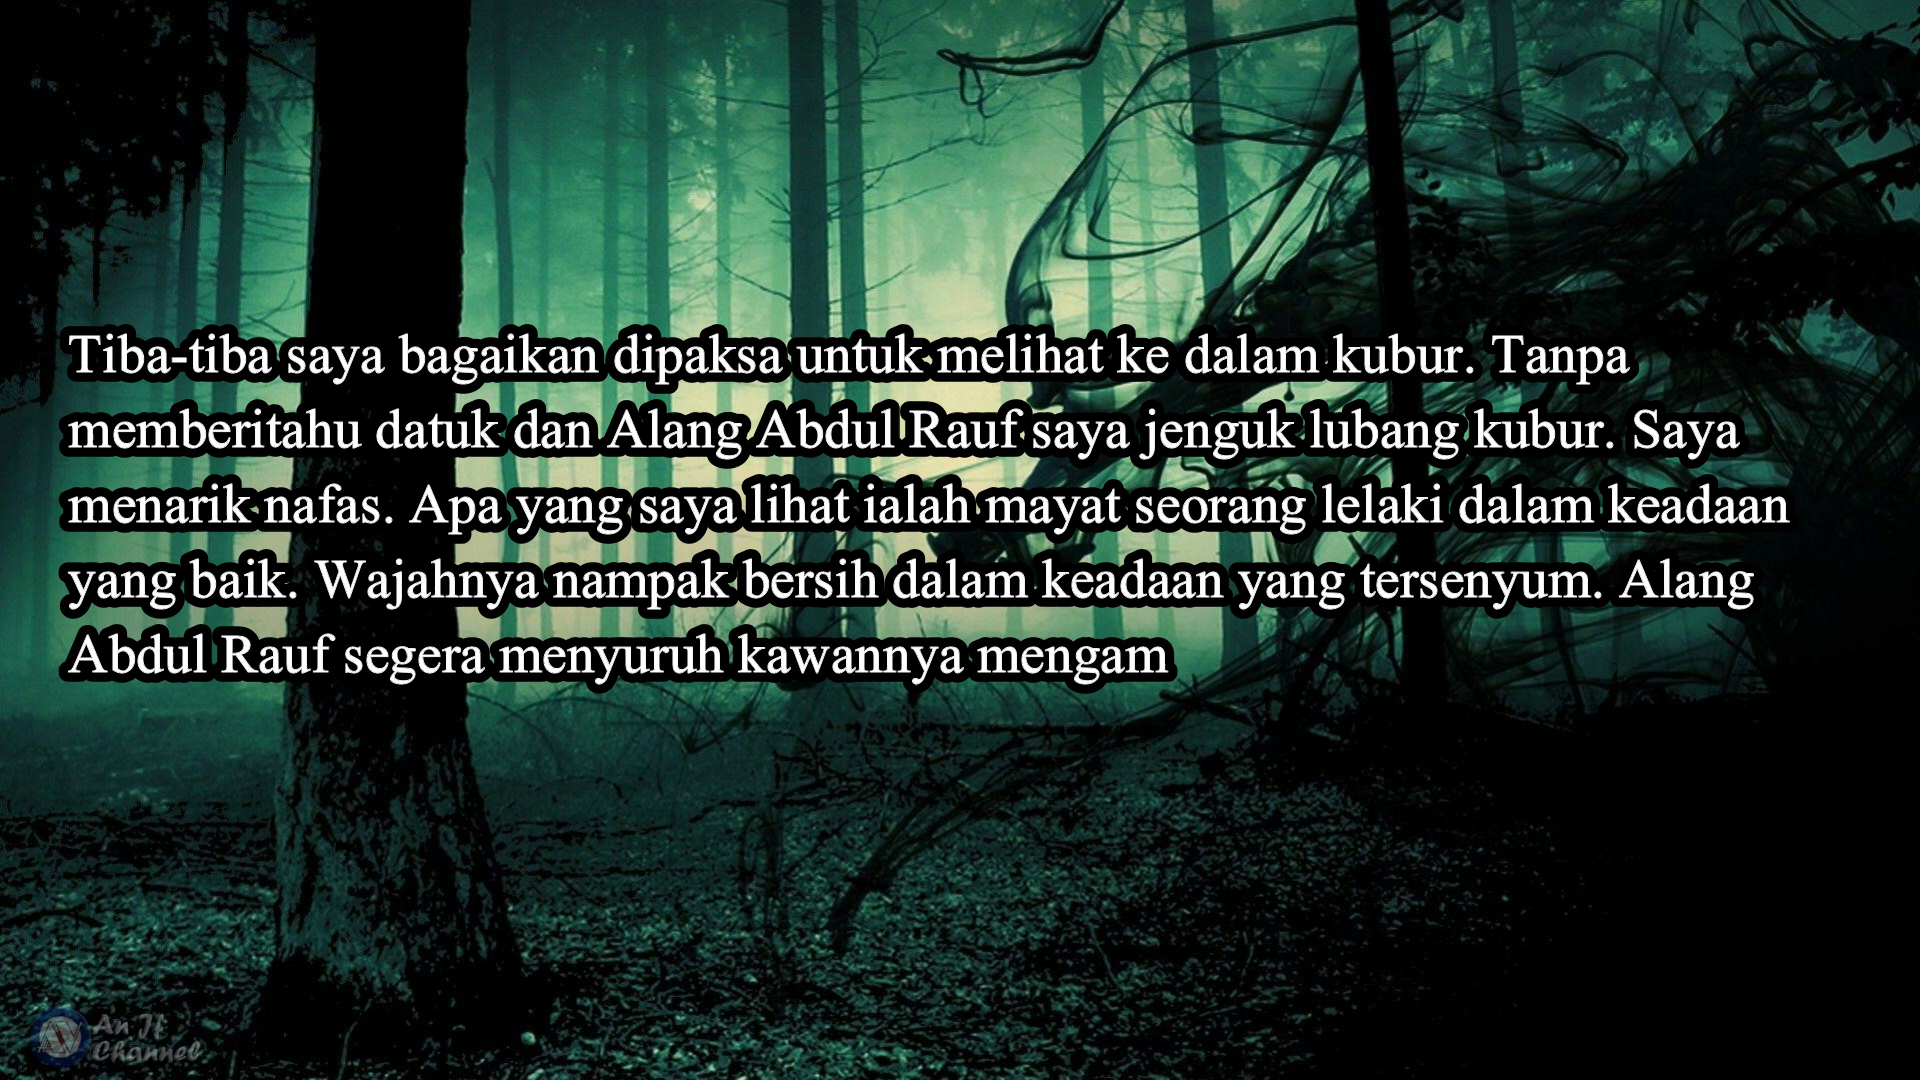 Tiba-tiba saya bagaikan dipaksa untuk melihat ke dalam kubur. Tanpa
memberitahu datuk dan Alang Abdul Rauf saya jenguk lubang kubur. Saya
menarik nafas. Apa yang saya lihat ialah mayat seorang lelaki dalam keadaan
yang baik. Wajahnya nampak bersih dalam keadaan yang tersenyum. Alang
Abdul Rauf segera menyuruh kawannya mengam
An JI
Channel